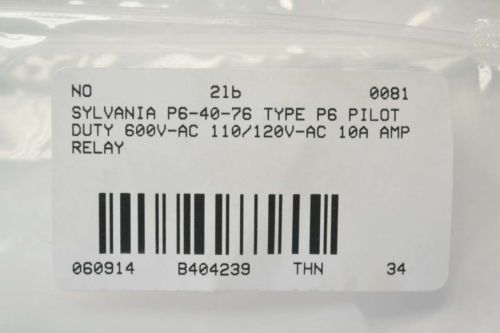 NO 21b 0081
SYLVANIA P6-40-76 TYPE P6 PILOT
DUTY 600V-AC 110/120V-AC 10A AMP
RELAY
060914 B404239 THN 34